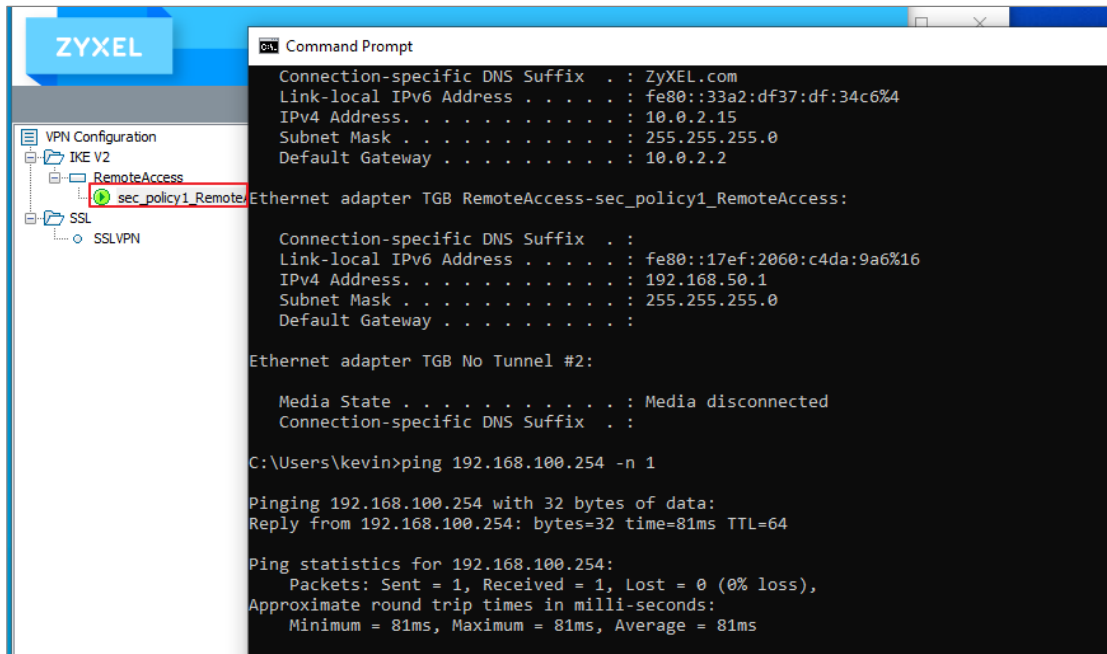 ZYXEL
VPN Configuration
IKE V2
RemoteAccess
sec_policy1_Remote
SSL
SSLVPN
Command Prompt
Connection-specific DNS Suffix  . : ZyXEL.com
Link-local IPv6 Address . . . . . : fe80::33a2:df37:df:34c6%4
IPv4 Address. . . . . . . . . . . : 10.0.2.15
Subnet Mask . . . . . . . . . . . : 255.255.255.0
Default Gateway . . . . . . . . . : 10.0.2.2
Ethernet adapter TGB RemoteAccess-sec_policy1_RemoteAccess:
Connection-specific DNS Suffix  . :
Link-local IPv6 Address . . . . . : fe80::17ef:2060:c4da:9a6%16
IPv4 Address. . . . . . . . . . . : 192.168.50.1
Subnet Mask . . . . . . . . . . . : 255.255.255.0
Default Gateway . . . . . . . . . :
Ethernet adapter TGB No Tunnel #2:
Media State . . . . . . . . . . . : Media disconnected
Connection-specific DNS Suffix  . :
C:\Users\kevin>ping 192.168.100.254 -n 1
Pinging 192.168.100.254 with 32 bytes of data:
Reply from 192.168.100.254: bytes=32 time=81ms TTL=64
Ping statistics for 192.168.100.254:
Packets: Sent = 1, Received = 1, Lost = 0 (0% loss),
Approximate round trip times in milli-seconds:
Minimum = 81ms, Maximum = 81ms, Average = 81ms